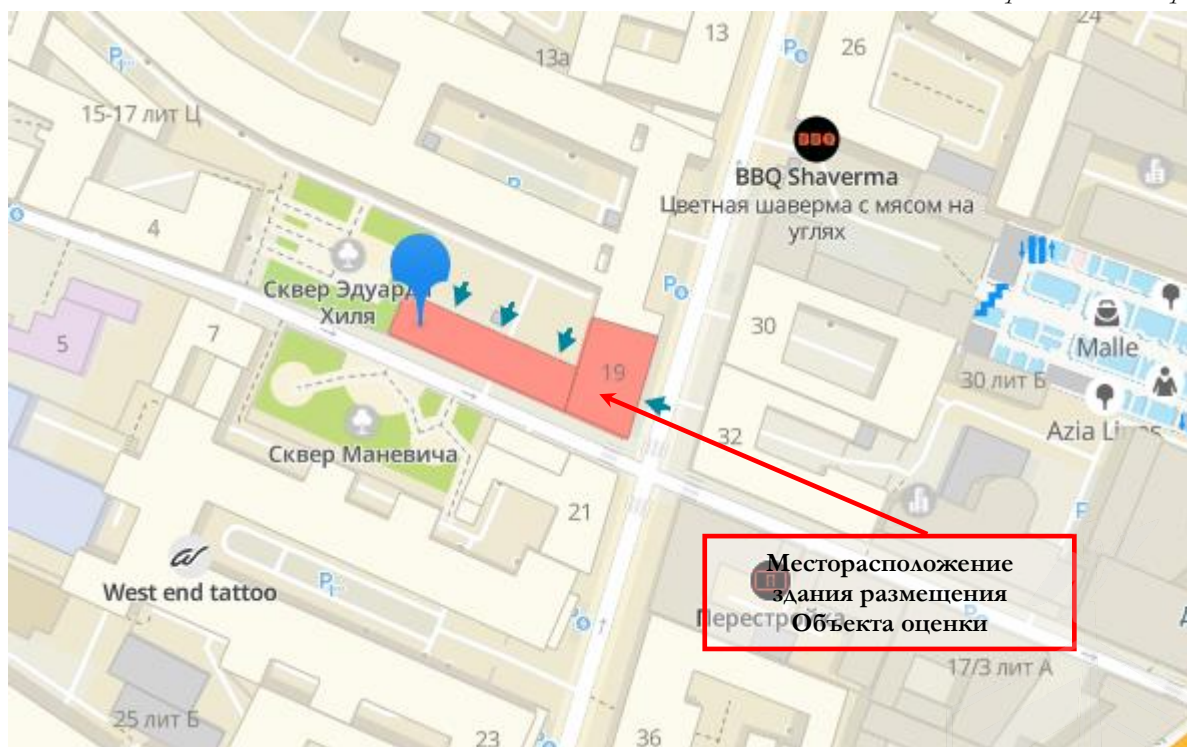 24
13
26
13а
15-17 лит Ц
BBQ
BBQ Shaverma
Цветная шаверма с мясом на
углях
4
Сквер Эдуарда
Хиля
30
7
5
Malle
19
30 лит Б
32
Azia Lines
Сквер Маневича
21
Месторасположение
здания размещения
Объекта оценки
West end tattoo
Перестройка
17/3 лит А
25 лит Б
23
36